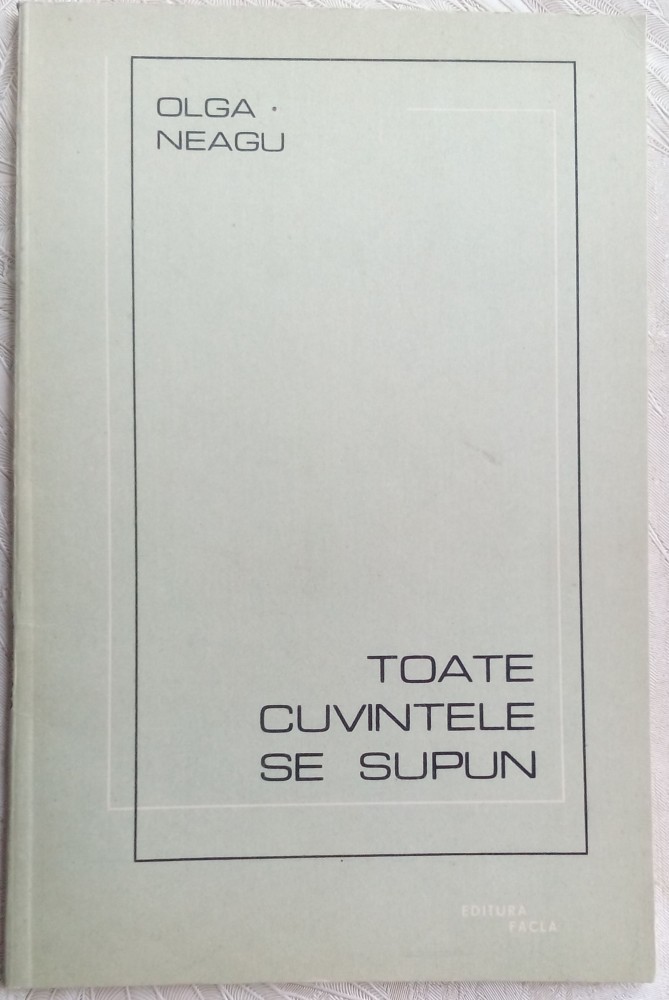 OLGA
NEAGU
TOATE
CUVINTELE
SE SUPUN
EDITURA
FACLA